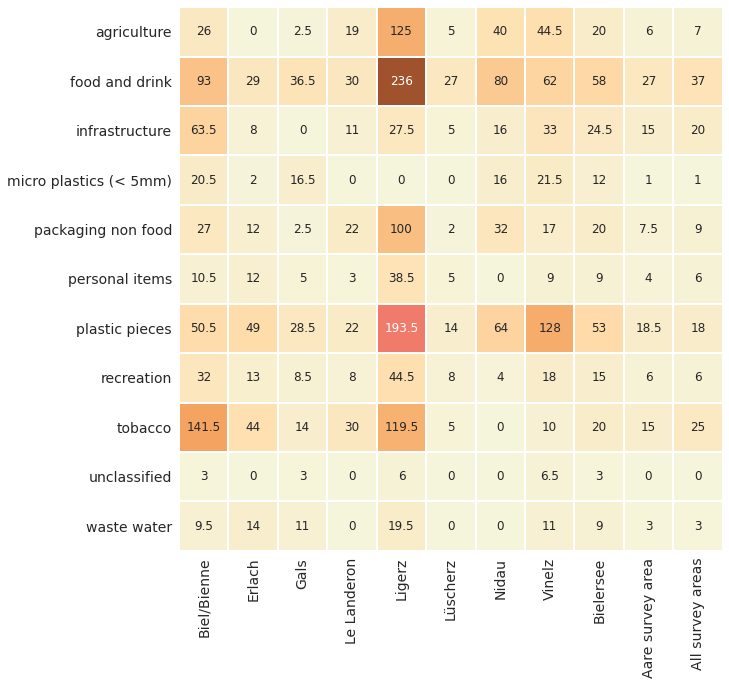 agriculture 26 0 2.5 19 125 5 40 44.5 20 6 7
food and drink 93 29 36.5 30 236 27 80 62 58 27 37
infrastructure 63.5 8 0 11 27.5 5 16 33 24.5 15 20
micro plastics (< 5mm) 20.5 2 16.5 0 0 0 16 21.5 12 1 1
packaging non food 27 12 2.5 22 100 2 32 17 20 7.5 9
personal items 10.5 12 5 3 38.5 5 0 9 9 4 6
plastic pieces 50.5 49 28.5 22 193.5 14 64 128 53 18.5 18
recreation 32 13 8.5 8 44.5 8 4 18 15 6 6
tobacco 141.5 44 14 30 119.5 5 0 10 20 15 25
unclassified 3 0 3 0 6 0 0 6.5 3 0 0
waste water 9.5 14 11 0 19.5 0 0 11 9 3 3
Biel/Bienne
Erlach
Gals
Le Landeron
Ligerz
Lüscherz
Nidau
Vinelz
Bielersee
Aare survey area
All survey areas